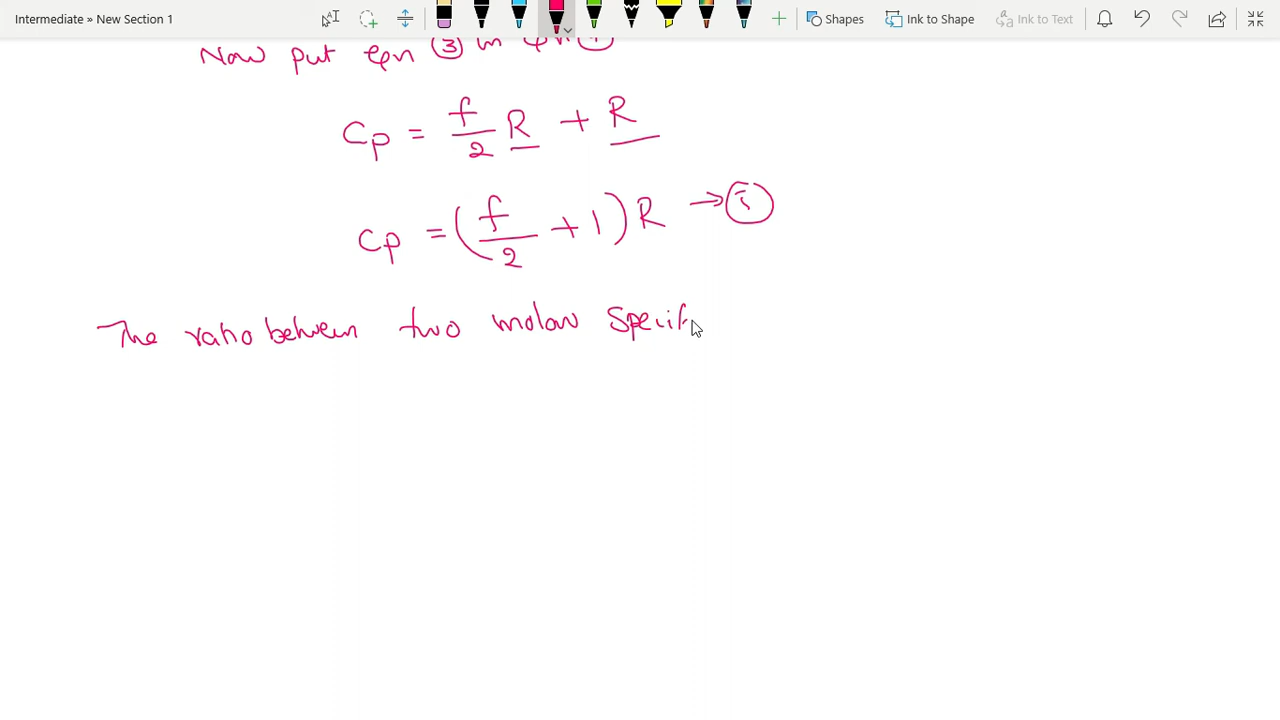 Intermediate » New Section 1
Shapes
Ink to Shape
Ink to Text
Now put eqn ③ in
Cp = f/2 R + R
Cp = (f/2 + 1) R →
The ratio between two molar Specif